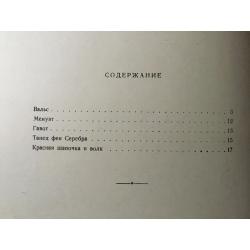 СОДЕРЖАНИЕ
Вальс . . . . . . . . . . . . . . . . . . . . . 3
Менуэт . . . . . . . . . . . . . . . . . . . . 12
Гавот . . . . . . . . . . . . . . . . . . . . . 13
Танец феи Серебра . . . . . . . . . . . . . . . 15
Красная шапочка и волк . . . . . . . . . . . . 17